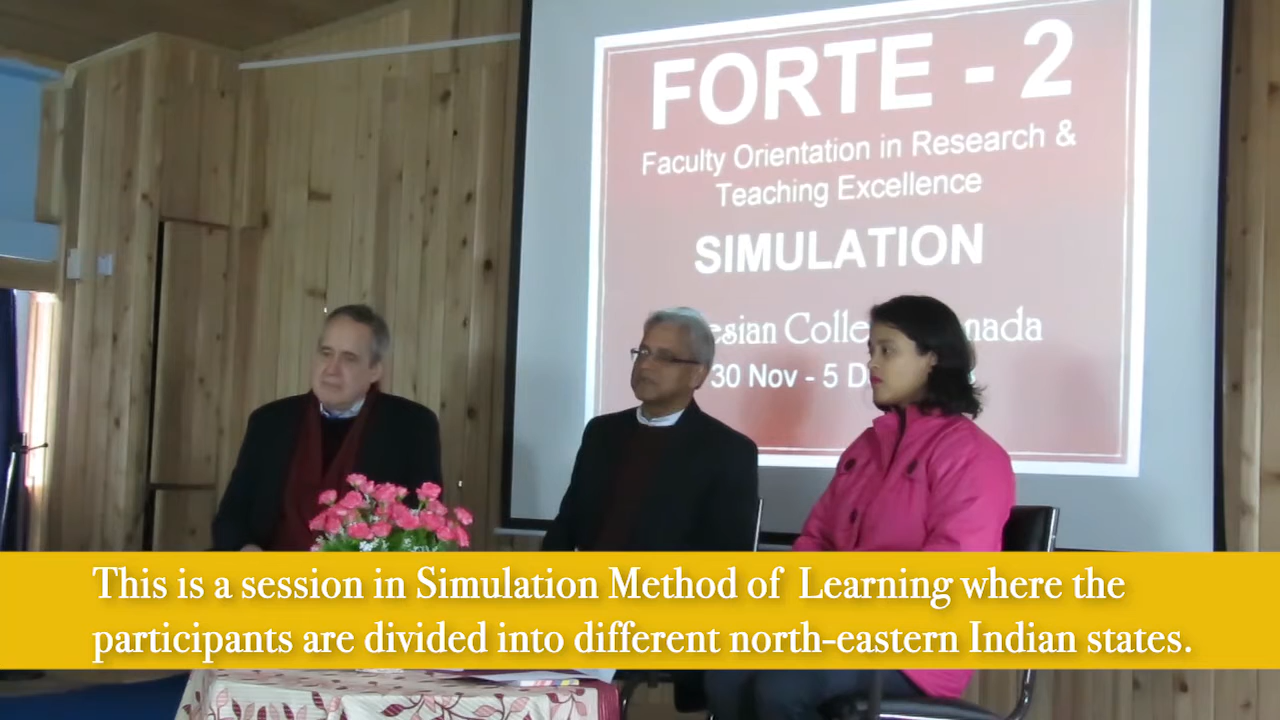 FORTE - 2
Faculty Orientation in Research &
Teaching Excellence
SIMULATION
30 Nov - 5
This is a session in Simulation Method of Learning where the
participants are divided into different north-eastern Indian states.